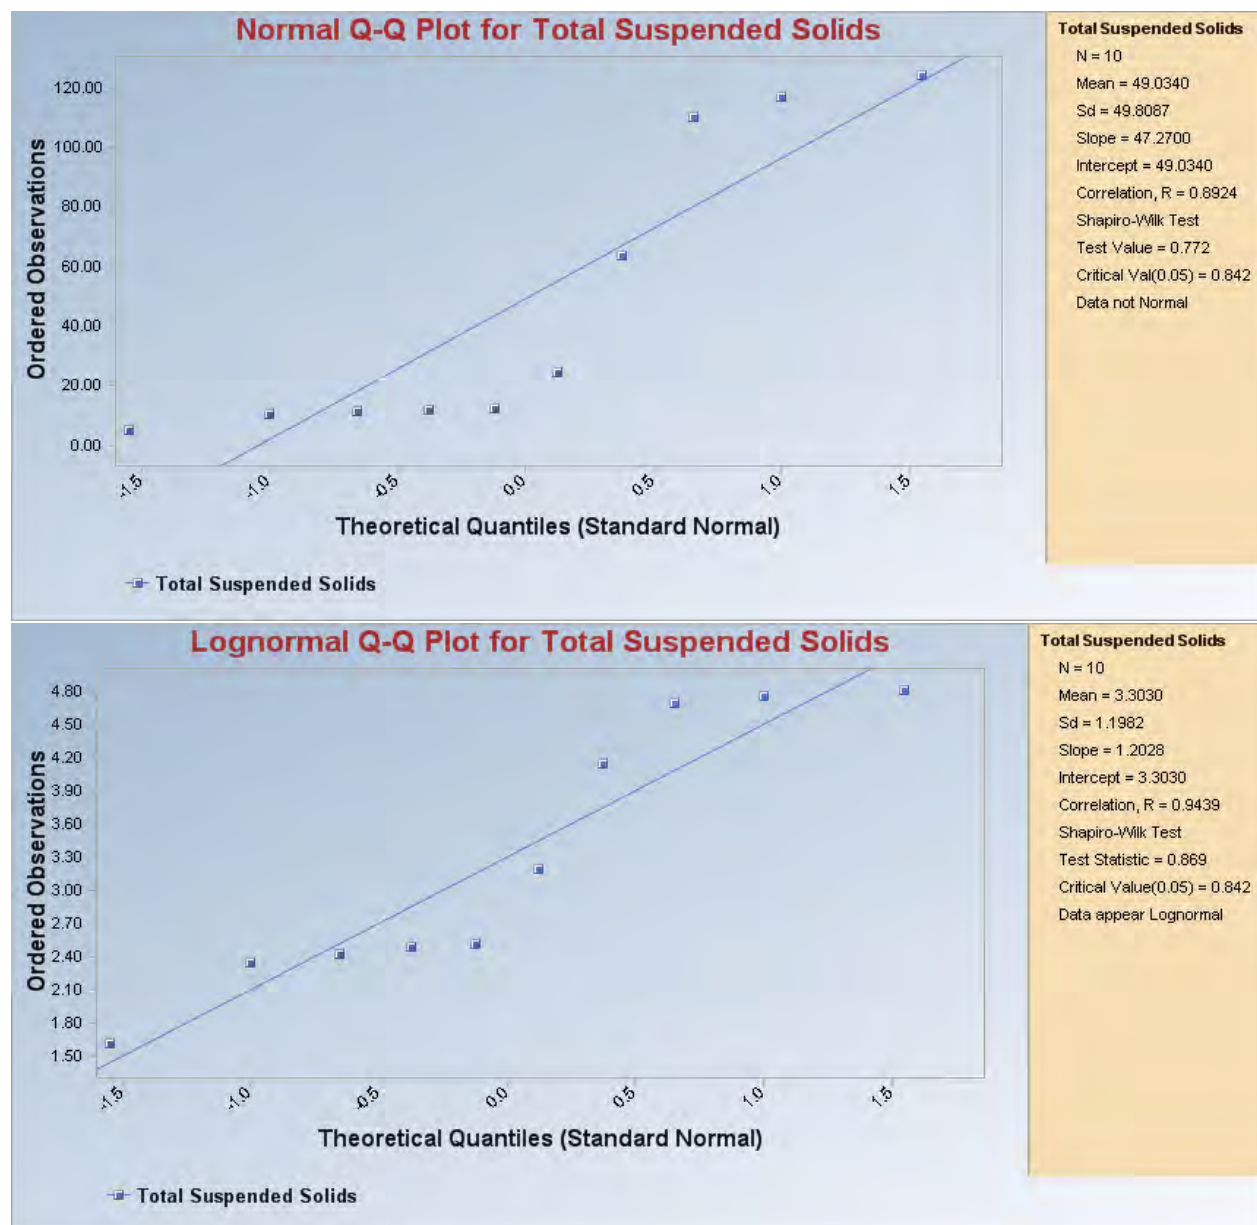 Normal Q-Q Plot for Total Suspended Solids
Ordered Observations
120.00
100.00
80.00
60.00
40.00
20.00
0.00
-1.5 -1.0 -0.5 0.0 0.5 1.0 1.5
Theoretical Quantiles (Standard Normal)
Total Suspended Solids
Total Suspended Solids
N = 10
Mean = 49.0340
Sd = 49.8087
Slope = 47.2700
Intercept = 49.0340
Correlation, R = 0.8924
Shapiro-Wilk Test
Test Value = 0.772
Critical Val(0.05) = 0.842
Data not Normal
Lognormal Q-Q Plot for Total Suspended Solids
Ordered Observations
4.80
4.50
4.20
3.90
3.60
3.30
3.00
2.70
2.40
2.10
1.80
1.50
-1.5 -1.0 -0.5 0.0 0.5 1.0 1.5
Theoretical Quantiles (Standard Normal)
Total Suspended Solids
Total Suspended Solids
N = 10
Mean = 3.3030
Sd = 1.1982
Slope = 1.2028
Intercept = 3.3030
Correlation, R = 0.9439
Shapiro-Wilk Test
Test Statistic = 0.869
Critical Value(0.05) = 0.842
Data appear Lognormal